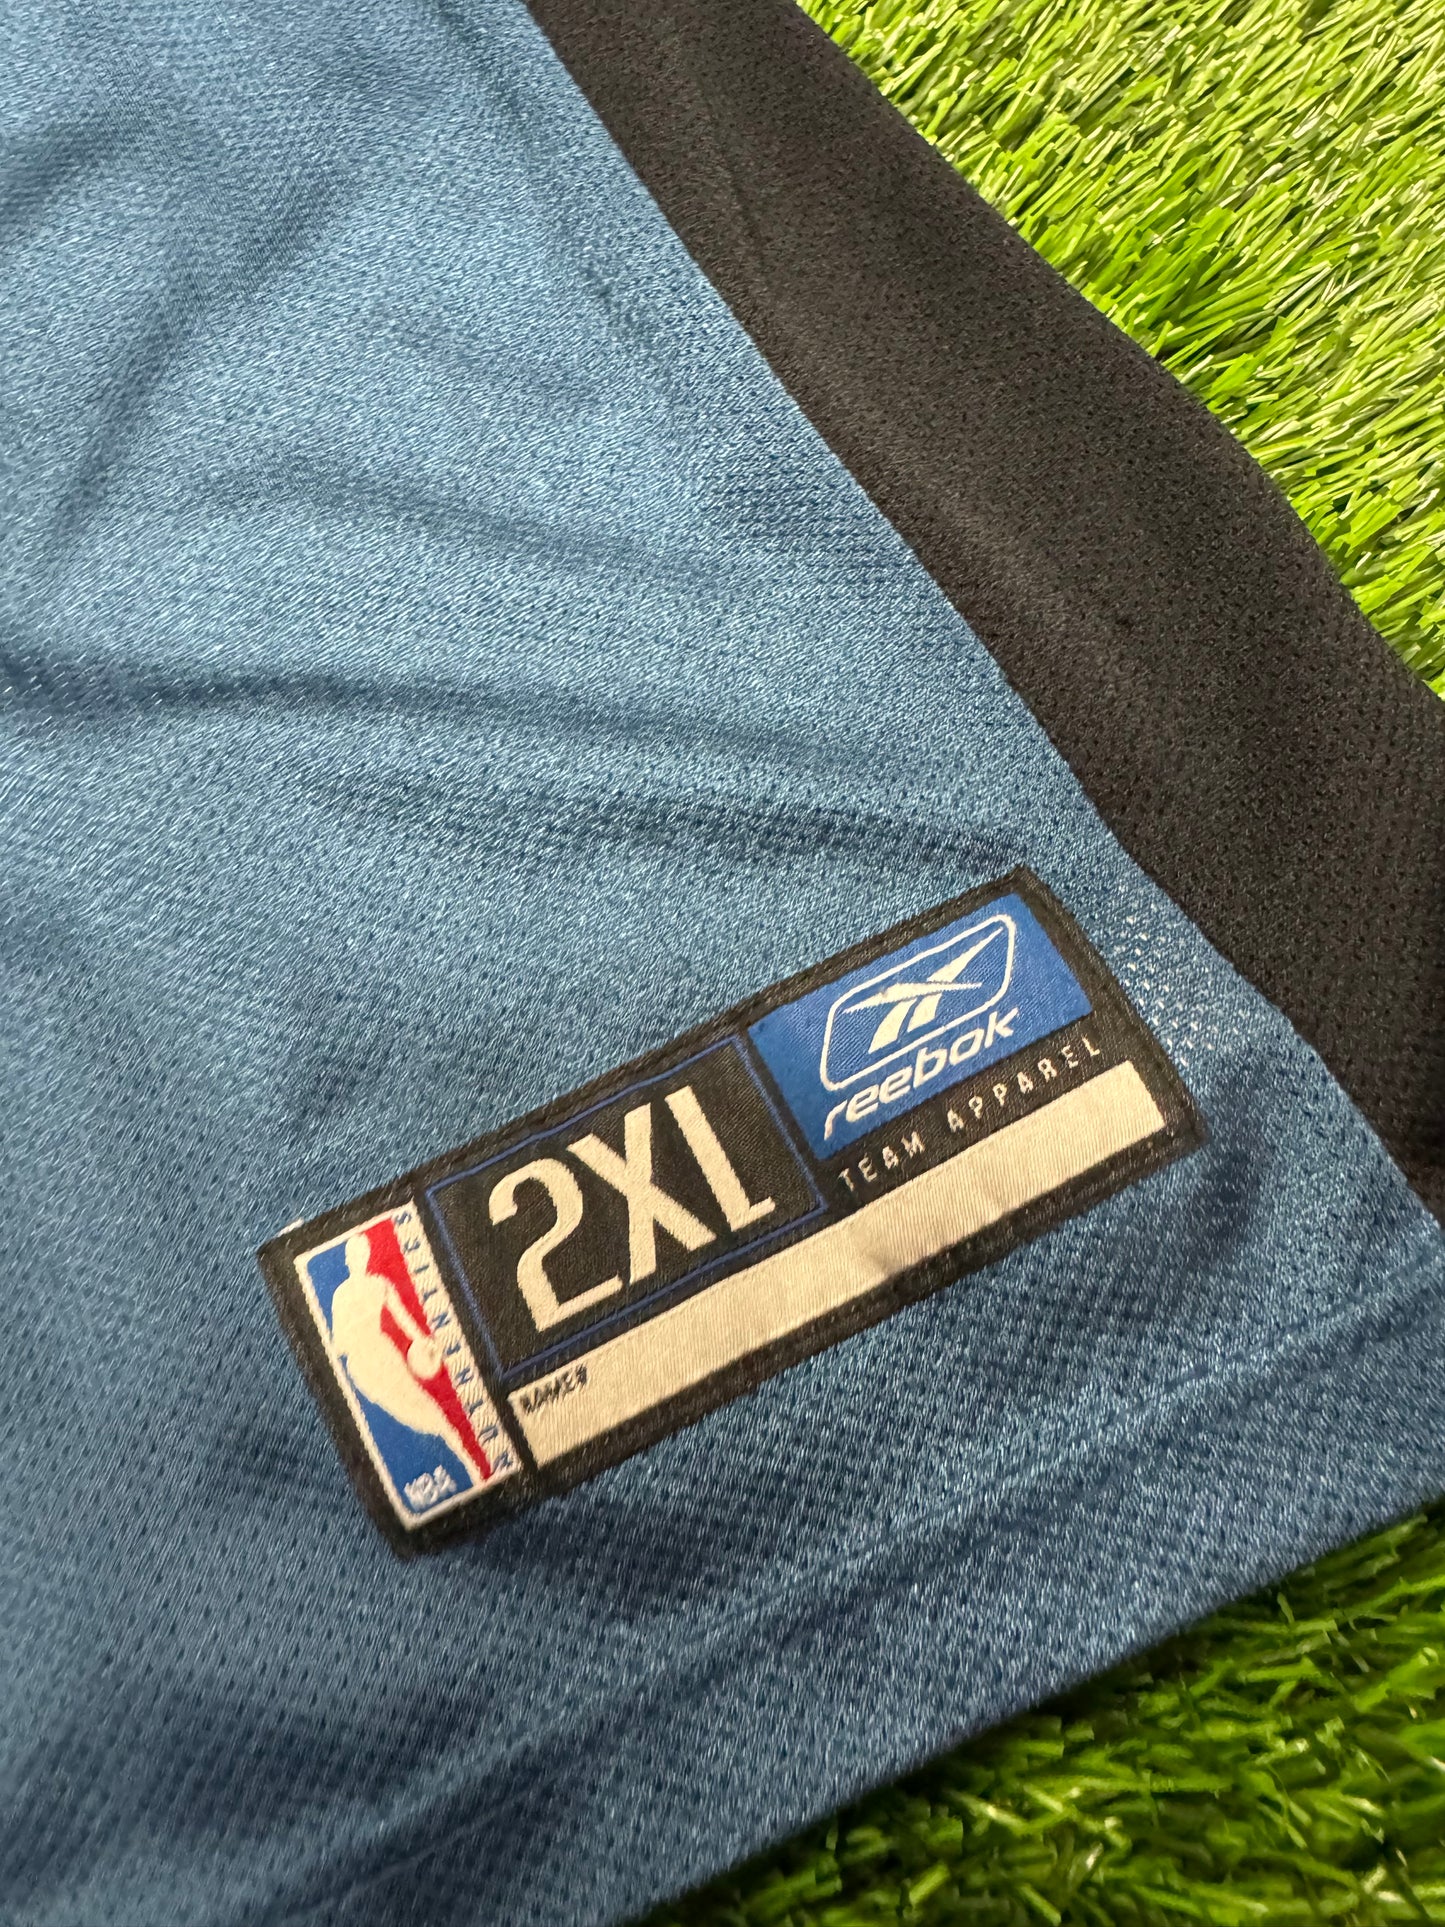 2XL
Reebok
TEAM APPAREL
NAME#
AUTHENTICS
NBA